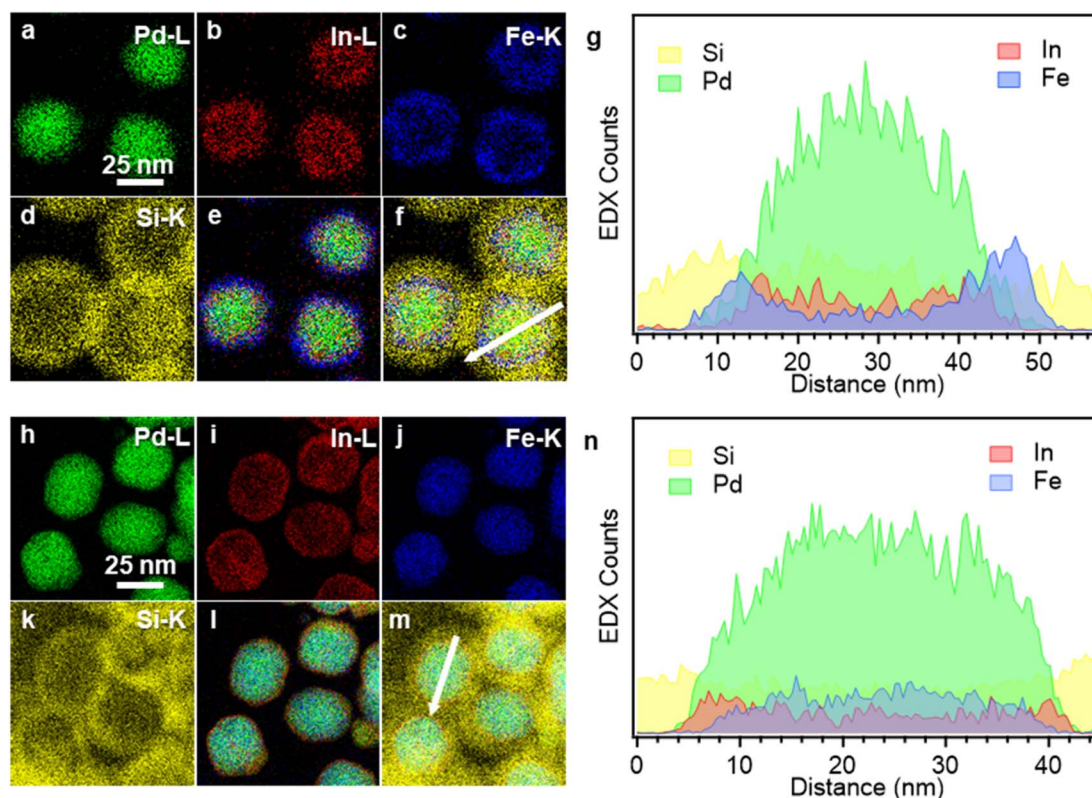 a Pd-L b In-L c Fe-K
25 nm
d Si-K e f
g
Si In
Pd Fe
EDX Counts
0 10 20 30 40 50
Distance (nm)
h Pd-L i In-L j Fe-K
25 nm
k Si-K l m
n
Si In
Pd Fe
EDX Counts
0 10 20 30 40
Distance (nm)